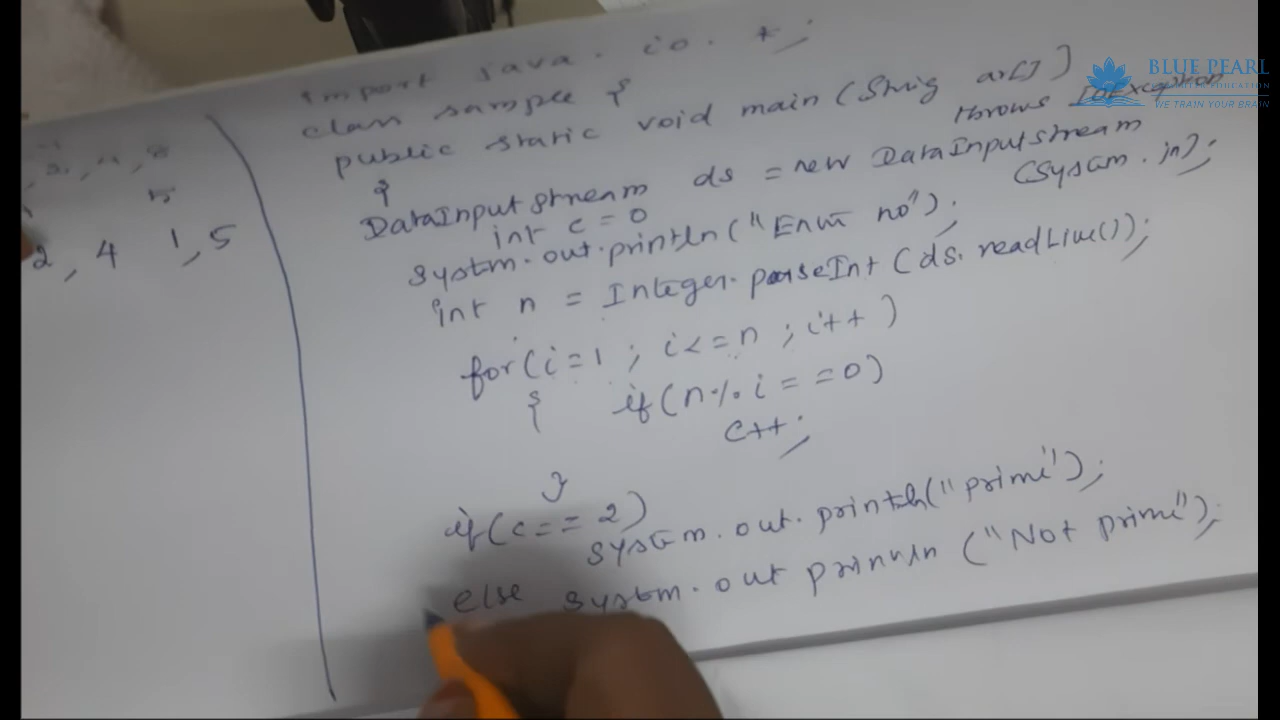 import java.io.*;
class sample {
public static void main (String ar[])
throws IOException
{
DataInputstream ds = new DataInputstream
(System.in);
int c = 0
System.out.println("Enter no");
int n = Integer.parseInt (ds.readLine());
for(i=1 ; i<=n ; i++ )
{ if(n%i==0)
c++;
}
if(c==2)
System.out.println("prime");
else System.out println ("Not prime");
2, 4 1, 5
5
BLUE PEARL
WE TRAIN YOUR BRAIN